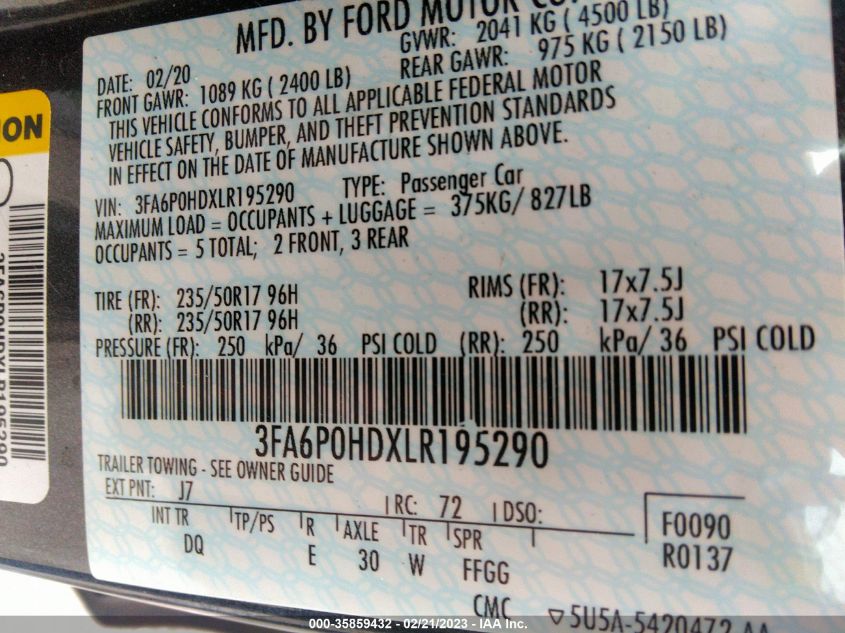 MFD. BY FORD MOTOR CO.
DATE: 02/20 GVWR: 2041 KG ( 4500 LB)
FRONT GAWR: 1089 KG ( 2400 LB) REAR GAWR: 975 KG ( 2150 LB)
THIS VEHICLE CONFORMS TO ALL APPLICABLE FEDERAL MOTOR
VEHICLE SAFETY, BUMPER, AND THEFT PREVENTION STANDARDS
IN EFFECT ON THE DATE OF MANUFACTURE SHOWN ABOVE.
VIN: 3FA6P0HDXLR195290 TYPE: Passenger Car
MAXIMUM LOAD = OCCUPANTS + LUGGAGE = 375KG/ 827LB
OCCUPANTS = 5 TOTAL; 2 FRONT, 3 REAR
TIRE (FR): 235/50R17 96H RIMS (FR): 17x7.5J
(RR): 235/50R17 96H (RR): 17x7.5J
PRESSURE (FR): 250 kPa/ 36 PSI COLD (RR): 250 kPa/ 36 PSI COLD
3FA6P0HDXLR195290
TRAILER TOWING - SEE OWNER GUIDE
EXT PNT: J7 RC: 72 DSO:
INT TR TP/PS R AXLE TR SPR
DQ E 30 W FFGG
F0090
R0137
CMC 5U5A-5420472-AA
3FA6P0HDXLR195290
000-35859432 - 02/21/2023 - IAA Inc.